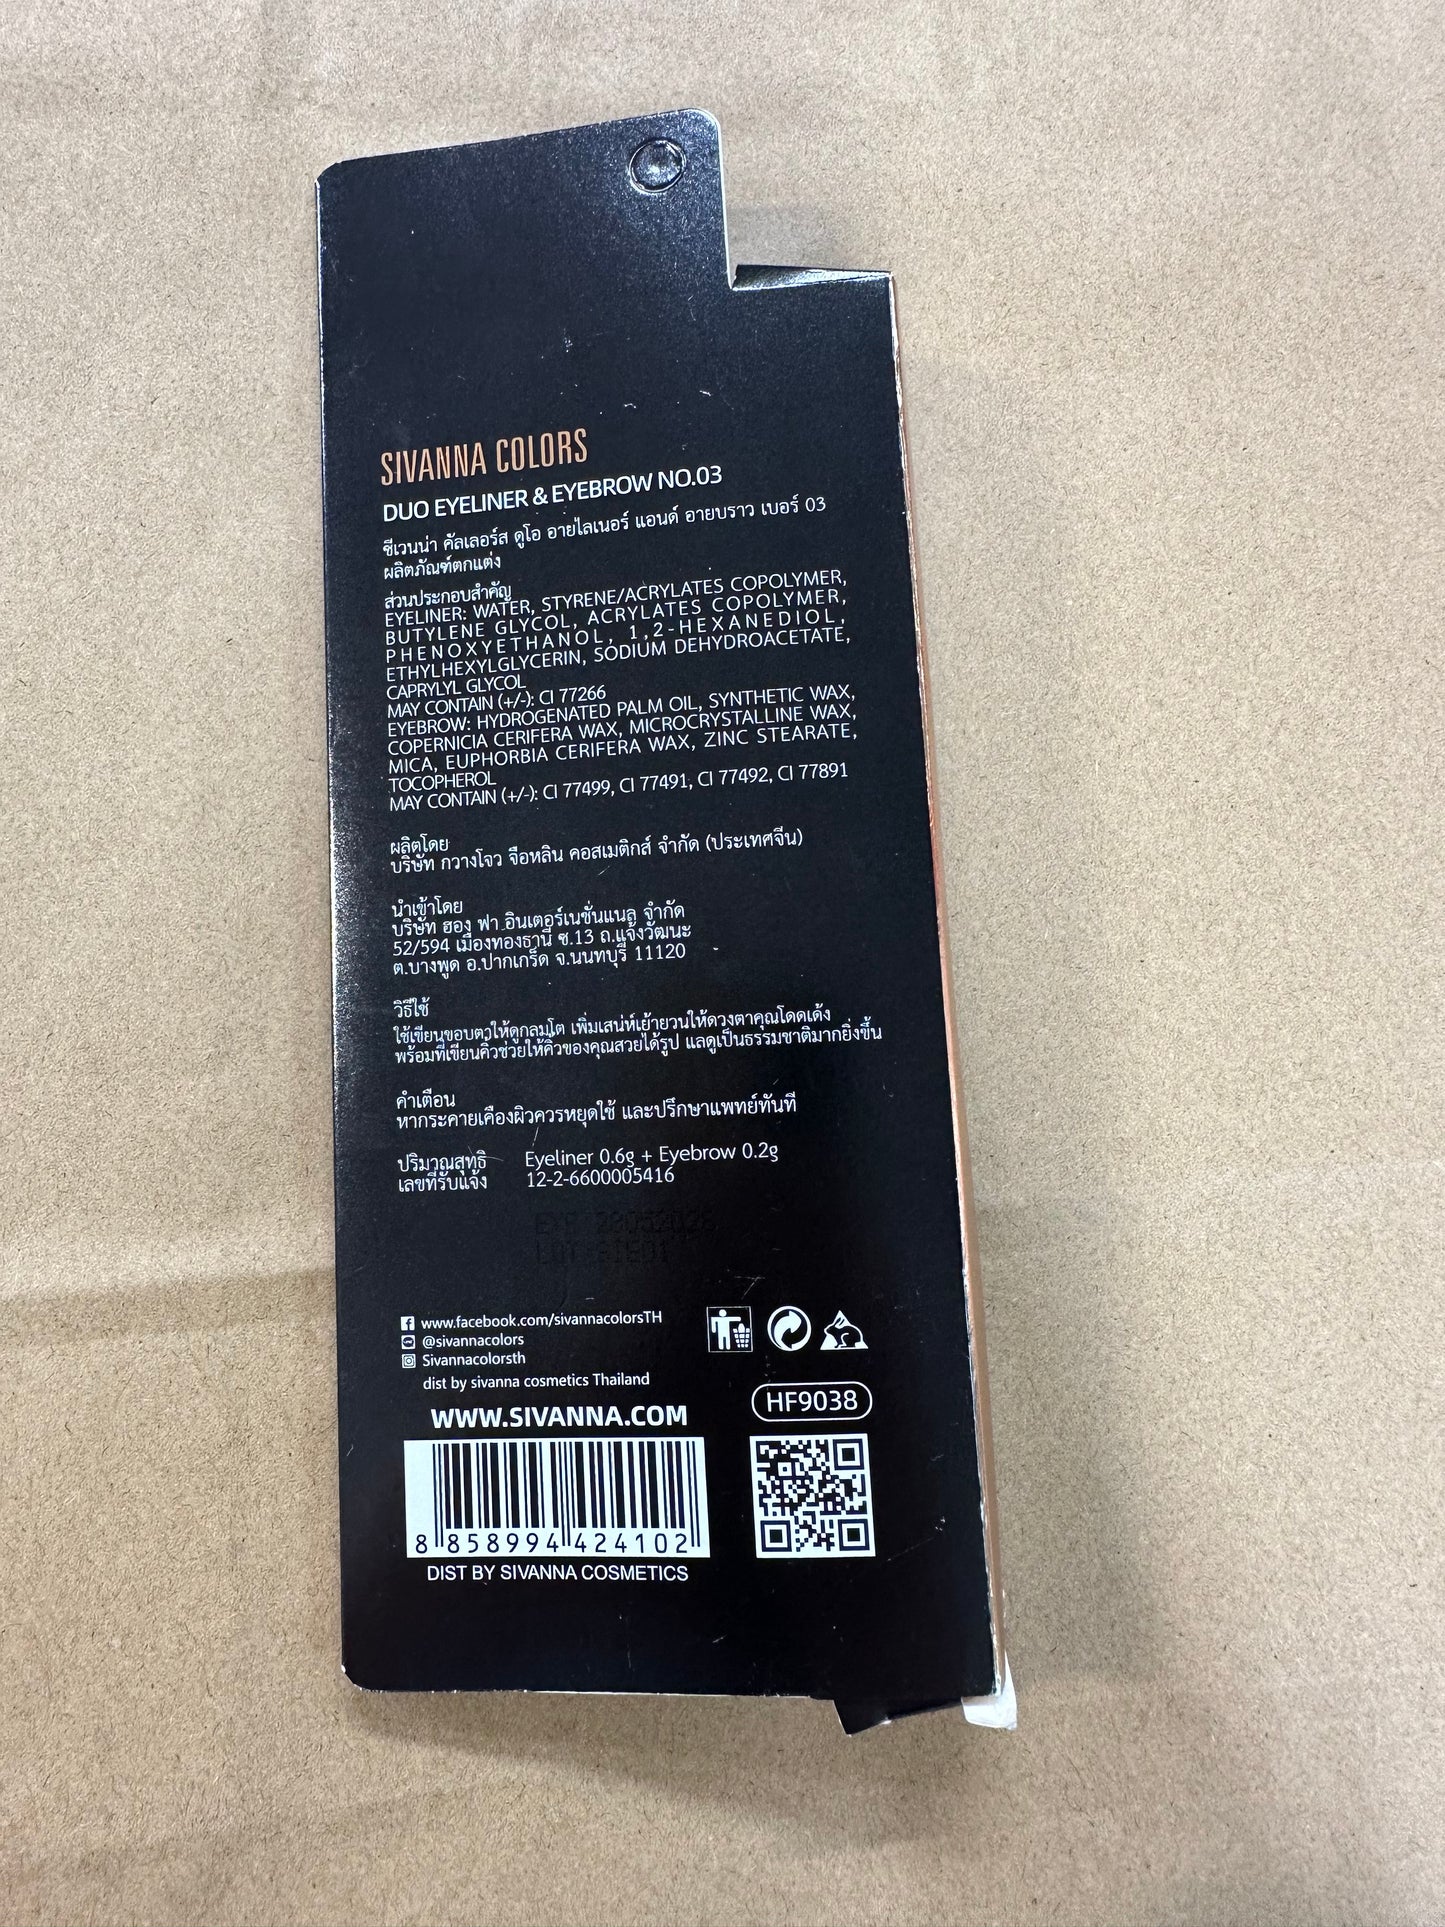 SIVANNA COLORS
DUO EYELINER & EYEBROW NO.03
ซีเวนน่า คัลเลอร์ส ดูโอ อายไลเนอร์ แอนด์ อายบราว เบอร์ 03
ผลิตภัณฑ์ตกแต่ง
ส่วนประกอบสำคัญ
EYELINER: WATER, STYRENE/ACRYLATES COPOLYMER,
BUTYLENE GLYCOL, ACRYLATES COPOLYMER,
PHENOXYETHANOL, 1,2-HEXANEDIOL,
ETHYLHEXYLGLYCERIN, SODIUM DEHYDROACETATE,
CAPRYLYL GLYCOL
MAY CONTAIN (+/-): CI 77266
EYEBROW: HYDROGENATED PALM OIL, SYNTHETIC WAX,
COPERNICIA CERIFERA WAX, MICROCRYSTALLINE WAX,
MICA, EUPHORBIA CERIFERA WAX, ZINC STEARATE,
TOCOPHEROL
MAY CONTAIN (+/-): CI 77499, CI 77491, CI 77492, CI 77891
ผลิตโดย
บริษัท กวางโจว จือหลิน คอสเมติกส์ จำกัด (ประเทศจีน)
นำเข้าโดย
บริษัท ฮอง ฟา อินเตอร์เนชั่นแนล จำกัด
52/594 เมืองทองธานี ซ.13 ถ.แจ้งวัฒนะ
ต.บางพูด อ.ปากเกร็ด จ.นนทบุรี 11120
วิธีใช้
ใช้เขียนขอบตาให้ดูกลมโต เพิ่มเสน่ห์เย้ายวนให้ดวงตาคุณโดดเด้ง
พร้อมที่เขียนคิ้วช่วยให้คิ้วของคุณสวยได้รูป แลดูเป็นธรรมชาติมากยิ่งขึ้น
คำเตือน
หากระคายเคืองผิวควรหยุดใช้ และปรึกษาแพทย์ทันที
ปริมาณสุทธิ Eyeliner 0.6g + Eyebrow 0.2g
เลขที่รับแจ้ง 12-2-6600005416
www.facebook.com/sivannacolorsTH
@sivannacolors
Sivannacolorsth
dist by sivanna cosmetics Thailand
WWW.SIVANNA.COM
HF9038
8 858994 424102
DIST BY SIVANNA COSMETICS